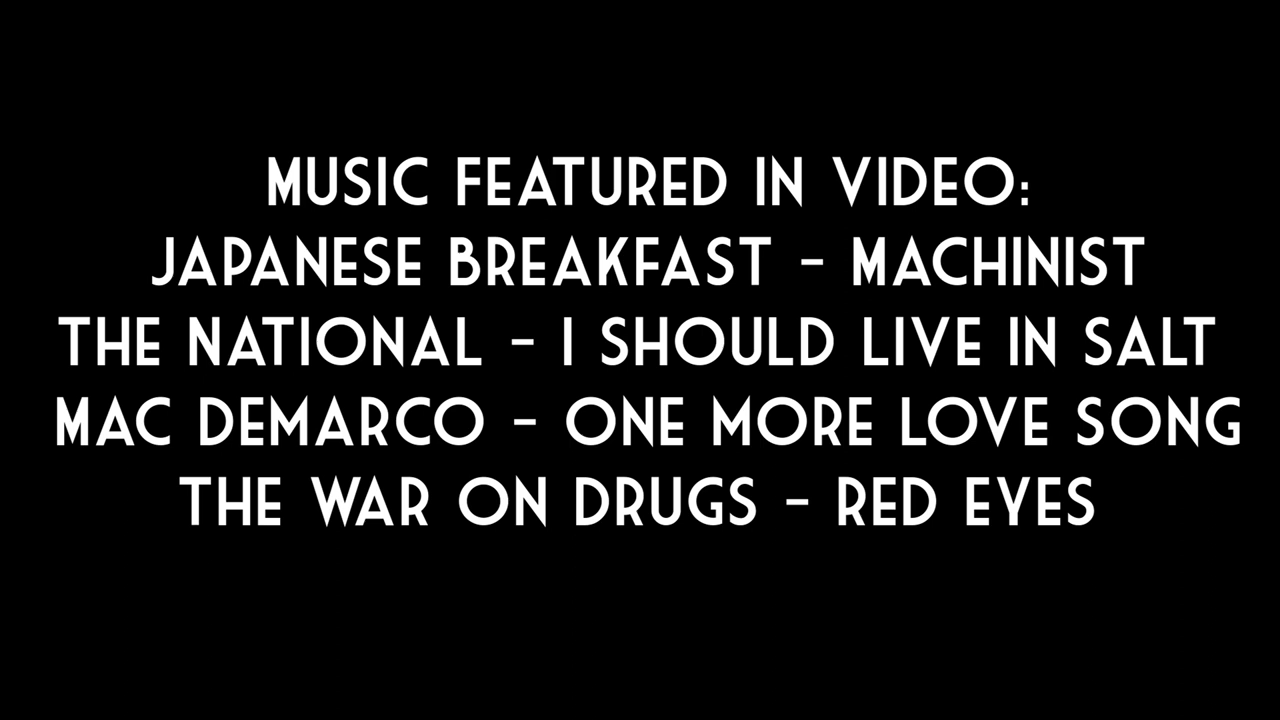 MUSIC FEATURED IN VIDEO:
JAPANESE BREAKFAST - MACHINIST
THE NATIONAL - I SHOULD LIVE IN SALT
MAC DEMARCO - ONE MORE LOVE SONG
THE WAR ON DRUGS - RED EYES